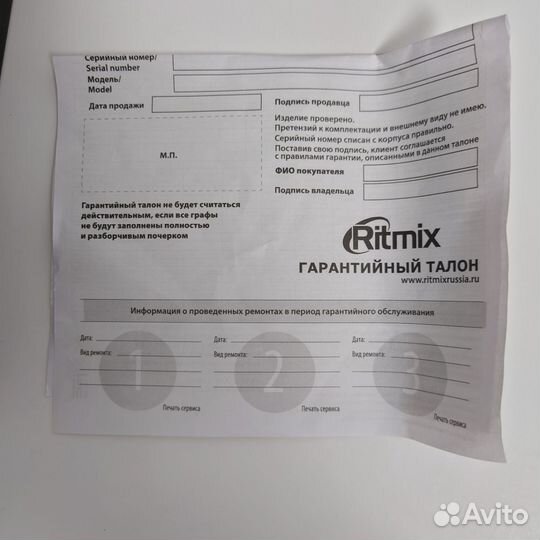 Серийный номер/
Serial number
Модель/
Model
Дата продажи
Подпись продавца
М.П.
Изделие проверено.
Претензий к комплектации и внешнему виду не имею.
Серийный номер списан с корпуса правильно.
Поставив свою подпись, клиент соглашается
с правилами гарантии, описанными в данном талоне
ФИО покупателя
Подпись владельца
Гарантийный талон не будет считаться
действительным, если все графы
не будут заполнены полностью
и разборчивым почерком
Ritmix
ГАРАНТИЙНЫЙ ТАЛОН
www.ritmixrussia.ru
Информация о проведенных ремонтах в период гарантийного обслуживания
1
Дата:
Вид ремонта:
Печать сервиса
2
Дата:
Вид ремонта:
Печать сервиса
3
Дата:
Вид ремонта:
Печать сервиса
Avito